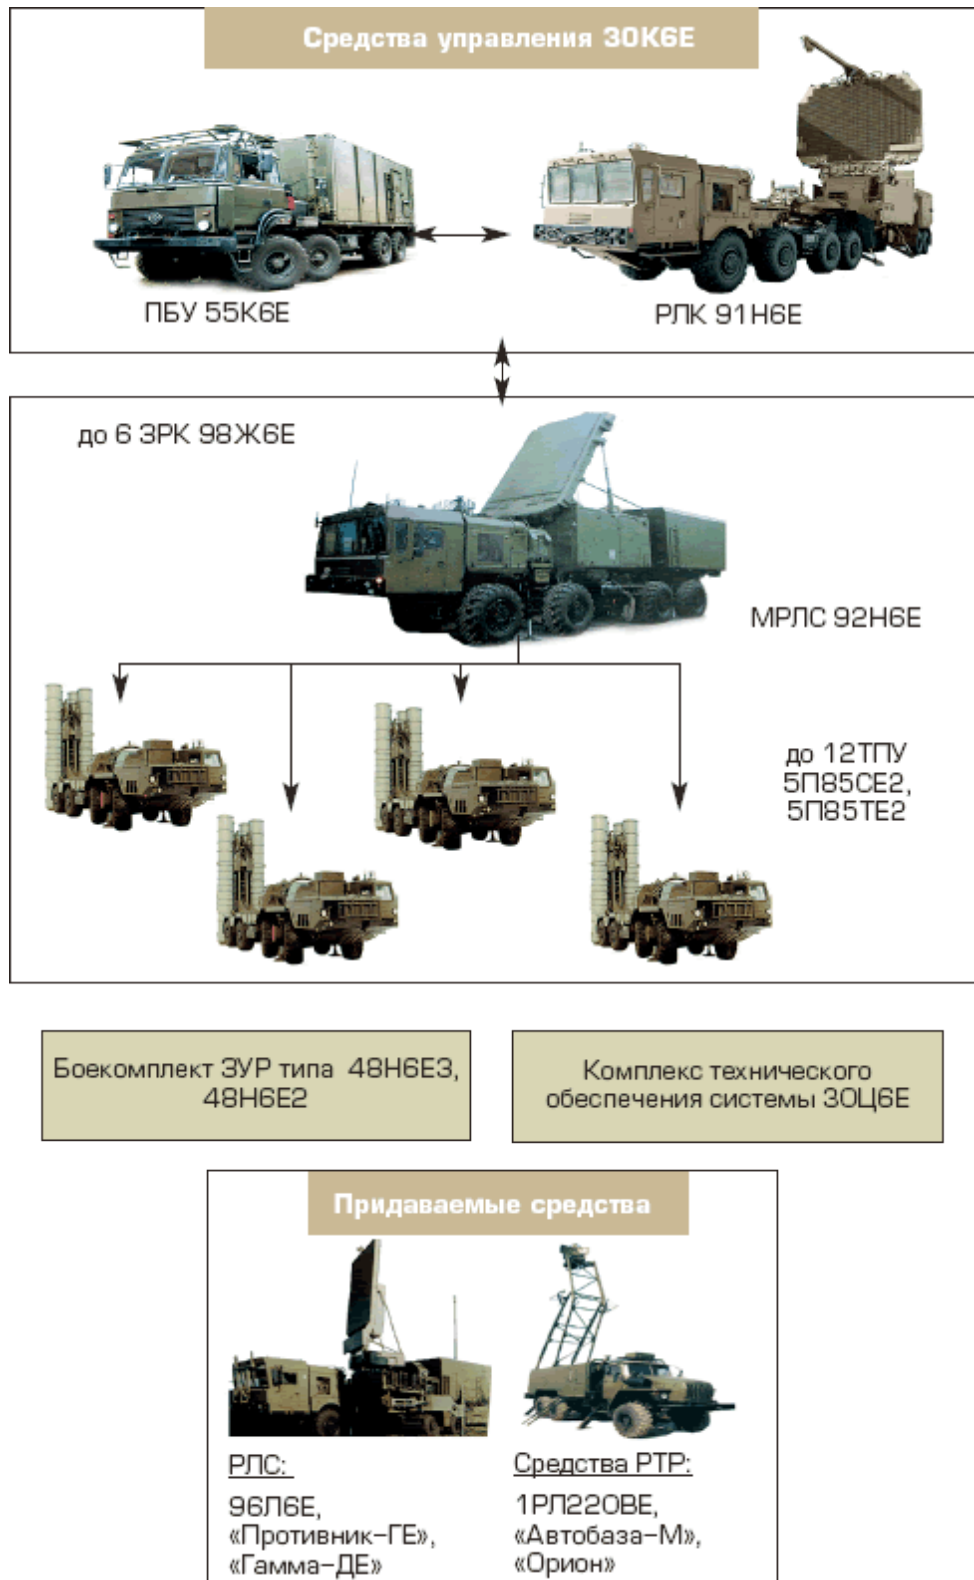 Средства управления 30К6Е
ПБУ 55К6Е
РЛК 91Н6Е
до 6 ЗРК 98Ж6Е
МРЛС 92Н6Е
до 12ТПУ
5П85СЕ2,
5П85ТЕ2
Боекомплект ЗУР типа 48Н6Е3,
48Н6Е2
Комплекс технического
обеспечения системы 30Ц6Е
Придаваемые средства
РЛС:
96Л6Е,
«Противник-ГЕ»,
«Гамма-ДЕ»
Средства РТР:
1РЛ220ВЕ,
«Автобаза-М»,
«Орион»